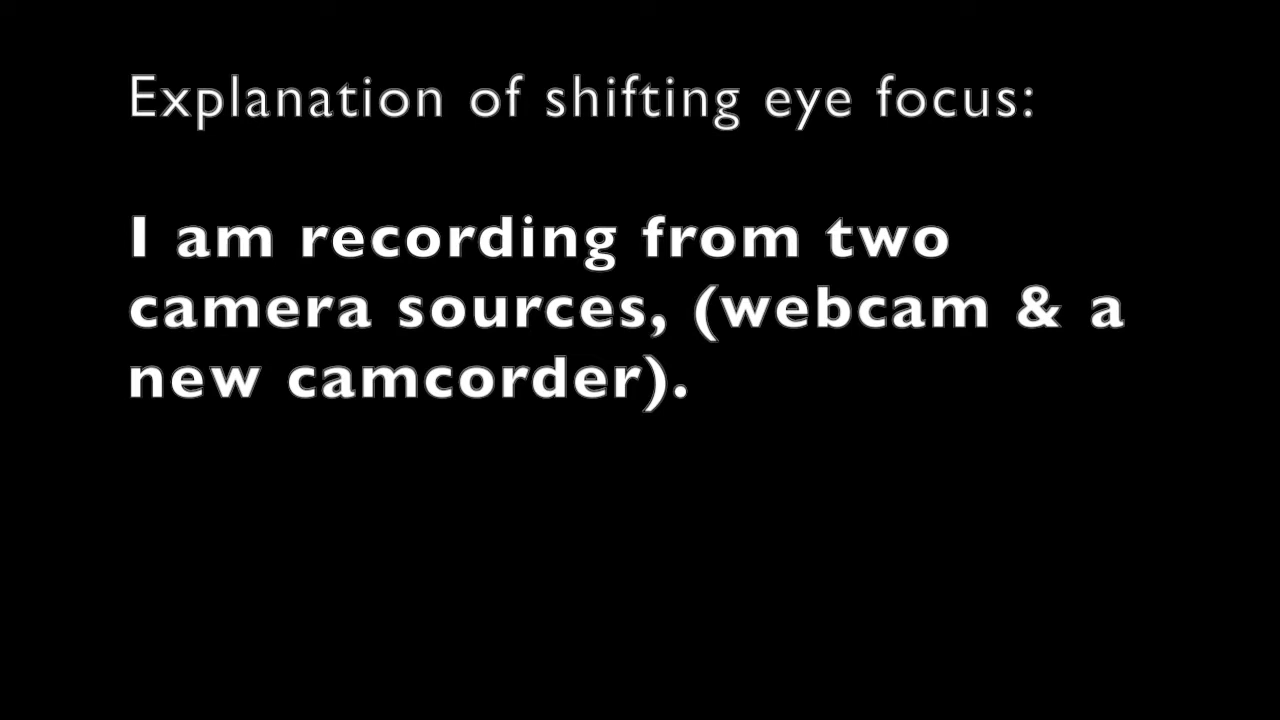 Explanation of shifting eye focus:
I am recording from two
camera sources, (webcam & a
new camcorder).